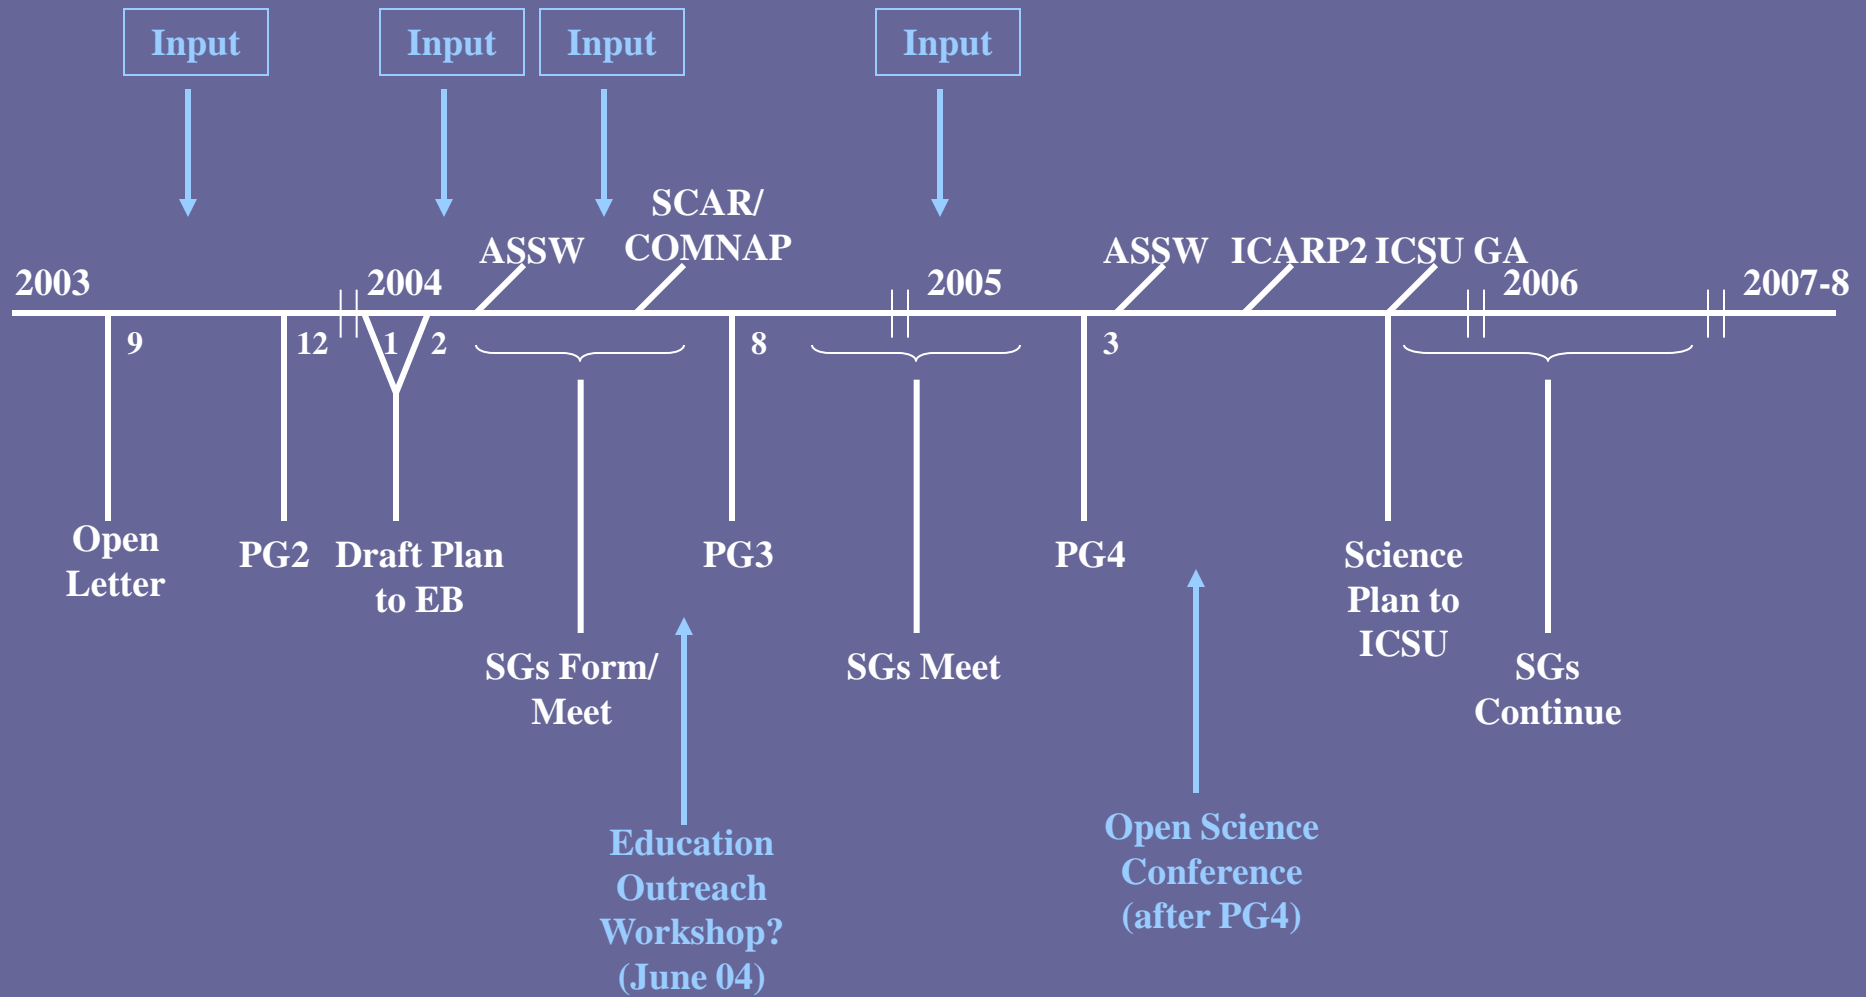 Input
Input
Input
Input
SCAR/
COMNAP
ASSW
ASSW
ICARP2
ICSU GA
2003
2004
2005
2006
2007-8
9
12
1
2
8
3
Open
Letter
PG2
Draft Plan
to EB
PG3
PG4
Science
Plan to
ICSU
SGs Form/
Meet
SGs Meet
SGs
Continue
Education
Outreach
Workshop?
(June 04)
Open Science
Conference
(after PG4)